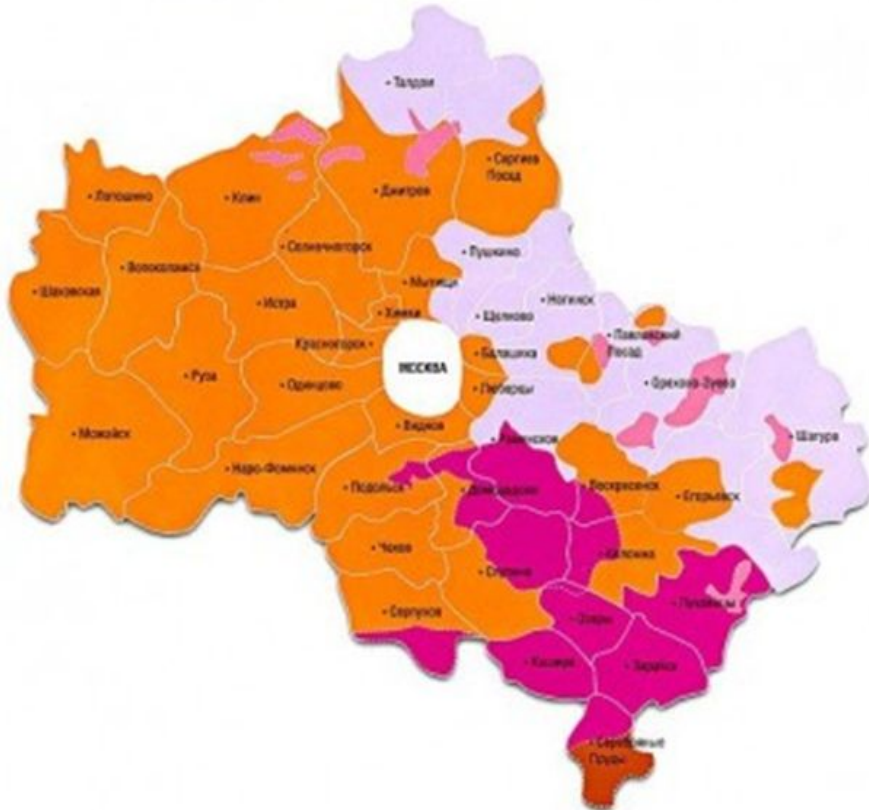 • Талдом
• Сергиев
Посад
• Лотошино
• Клин
• Дмитров
• Солнечногорск
• Пушкино
• Волоколамск
• Мытищи
• Шаховская
• Истра
• Ногинск
• Химки
• Щелково
• Павловский
Посад
Красногорск •
МОСКВА
• Балашиха
• Руза
• Одинцово
• Люберцы
• Орехово-Зуево
• Можайск
• Видное
• Раменское
• Шатура
• Наро-Фоминск
• Подольск
• Домодедово
• Воскресенск
• Егорьевск
• Чехов
• Коломна
• Ступино
• Серпухов
• Озёры
• Луховицы
• Кашира
• Зарайск
• Серебряные
Пруды